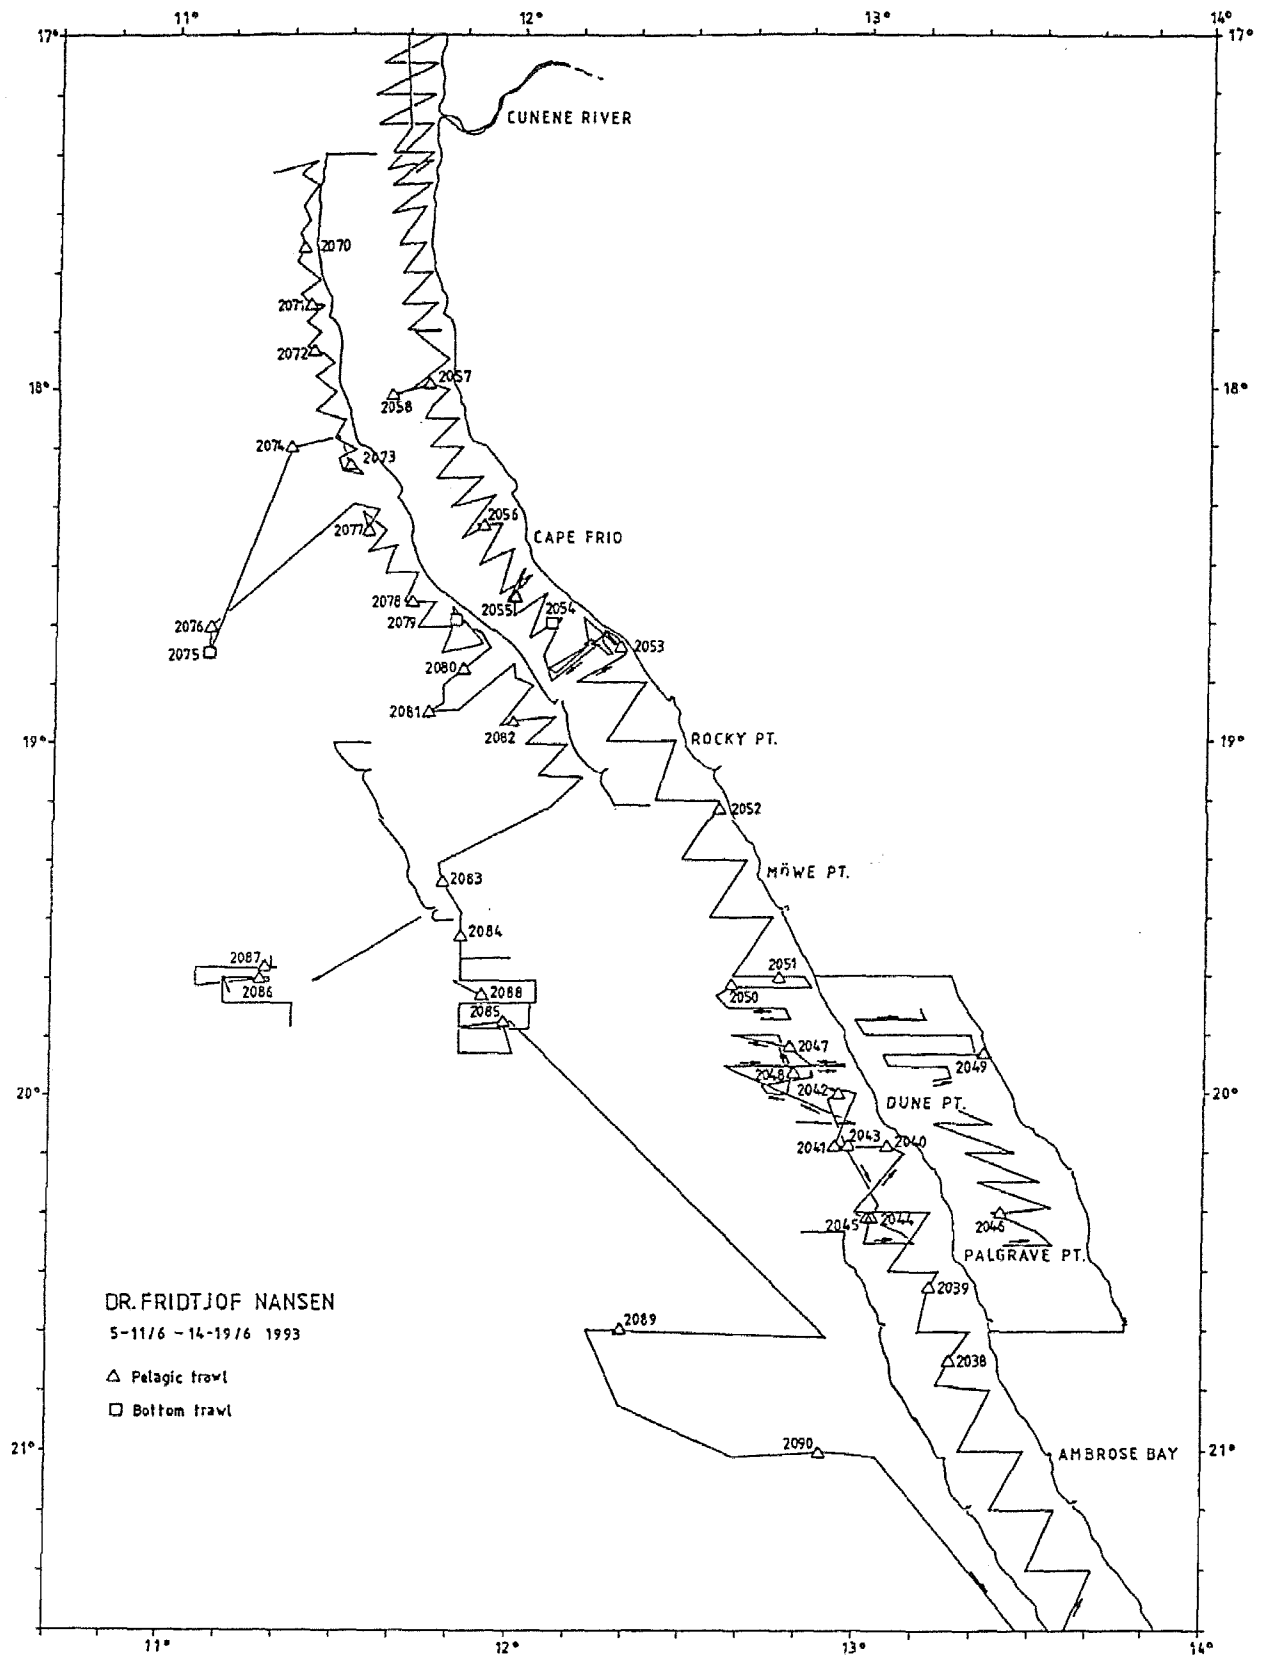 11° 12° 13° 14°
17° 17°
CUNENE RIVER
2070
2071
2072
2057
18° 18°
2058
2074
2073
2056
2077
CAPE FRIO
2078
2055 2054
2079
2076
2053
2075
2080
2081
2082
19° ROCKY PT. 19°
2052
MÖWE PT.
2083
2084
2087
2051
2086
2088
2050
2085
2047
2049
2048
2042
20° DUNE PT. 20°
2041 2043 2040
2045 2044
2046
PALGRAVE PT.
2039
DR. FRIDTJOF NANSEN
5-11/6 - 14-19/6 1993
2089
2038
△ Pelagic trawl
□ Bottom trawl
2090
21° AMBROSE BAY 21°
11° 12° 13° 14°